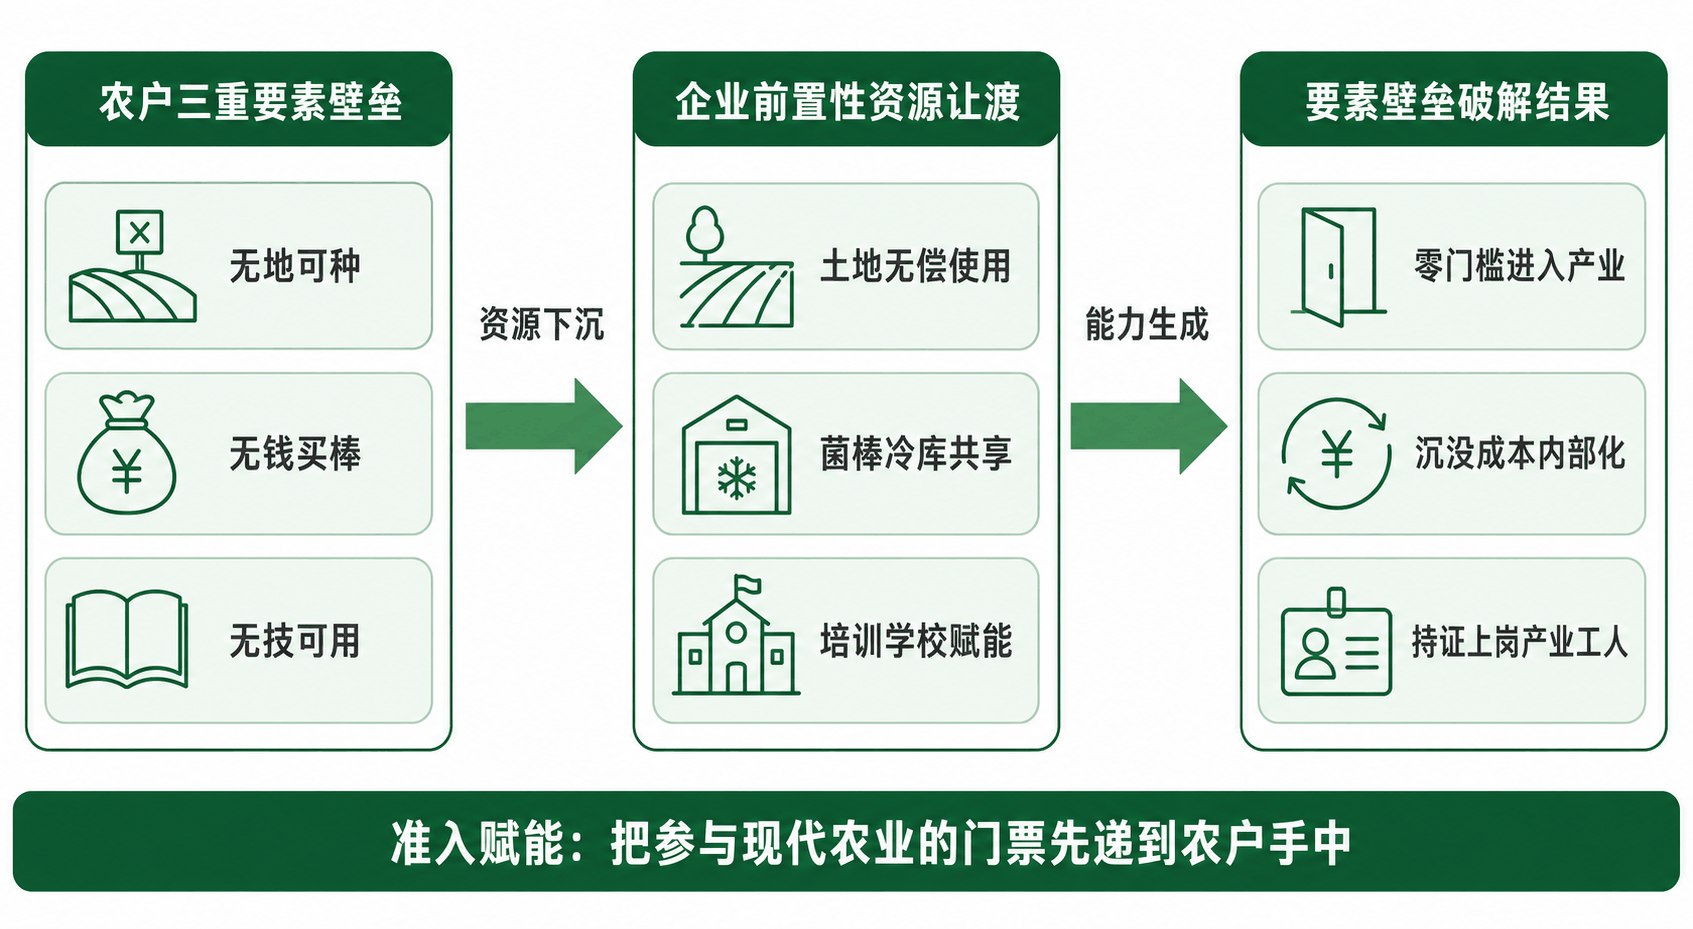 农户三重要素壁垒
无地可种
¥
无钱买棒
无技可用
资源下沉
企业前置性资源让渡
土地无偿使用
菌棒冷库共享
培训学校赋能
能力生成
要素壁垒破解结果
零门槛进入产业
¥
沉没成本内部化
持证上岗产业工人
准入赋能：把参与现代农业的门票先递到农户手中